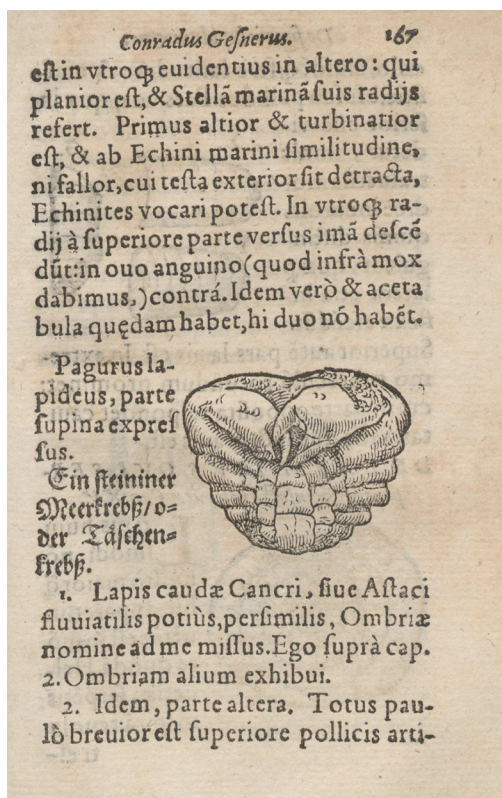 Conradus Gesnerus. 167
est in vtroq; euidentius in altero: qui
planior est, & Stellã marinã suis radijs
refert. Primus altior & turbinatior
est, & ab Echini marini similitudine,
ni fallor, cui testa exterior sit detracta,
Echinites vocari potest. In vtroq; ra-
dij à superiore parte versus imã descẽ
dũt: in ouo anguino (quod infrà mox
dabimus,) contrá. Idem verò & aceta
bula quędam habet, hi duo nõ habẽt.
Pagurus la-
pideus, parte
supina expres
sus.
Ein steininer
Meerkrebß/ o-
der Täschen-
krebß.
1. Lapis caudæ Cancri, siue Astaci
fluuiatilis potiùs, persimilis, Ombriæ
nomine ad me missus. Ego suprà cap.
2. Ombriam alium exhibui.
2. Idem, parte altera. Totus pau-
lò breuior est superiore pollicis arti-